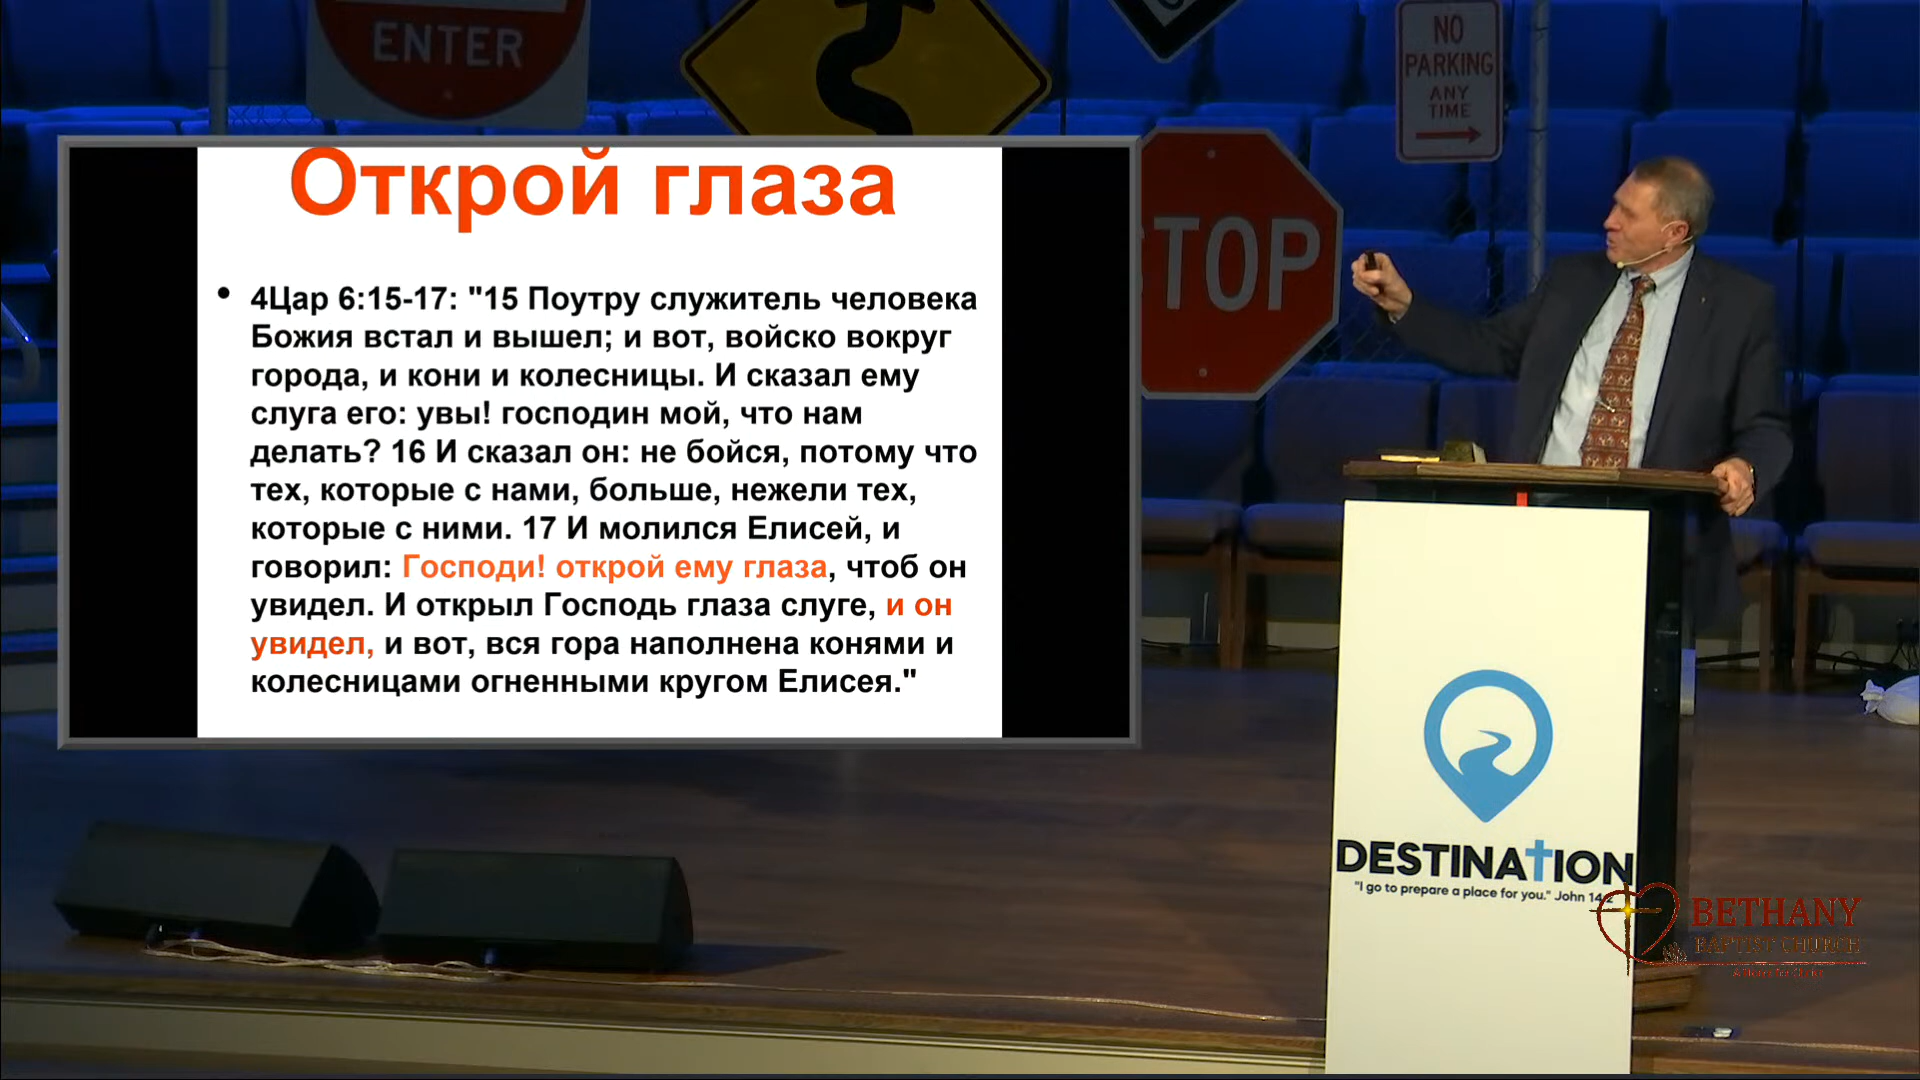 ENTER
NO
PARKING
ANY
TIME
STOP
Открой глаза
• 4Цар 6:15-17: "15 Поутру служитель человека
Божия встал и вышел; и вот, войско вокруг
города, и кони и колесницы. И сказал ему
слуга его: увы! господин мой, что нам
делать? 16 И сказал он: не бойся, потому что
тех, которые с нами, больше, нежели тех,
которые с ними. 17 И молился Елисей, и
говорил: Господи! открой ему глаза, чтоб он
увидел. И открыл Господь глаза слуге, и он
увидел, и вот, вся гора наполнена конями и
колесницами огненными кругом Елисея."
DESTINATION
"I go to prepare a place for you." John 14:2
BETHANY
BAPTIST CHURCH